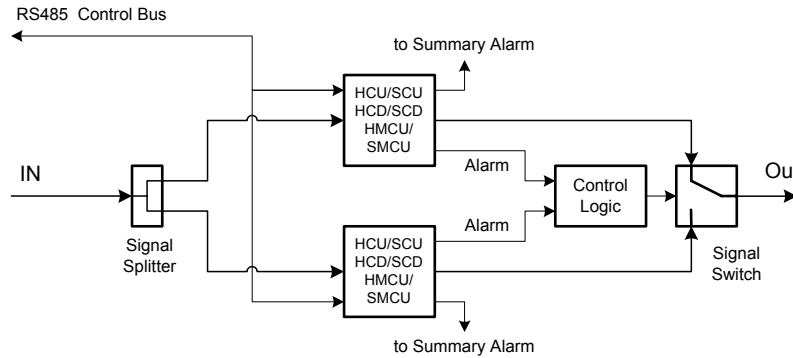 RS485 Control Bus
to Summary Alarm
HCU/SCU
HCD/SCD
HMCU/
SMCU
IN
Alarm
Control
Logic
Ou
Signal
Splitter
Alarm
HCU/SCU
HCD/SCD
HMCU/
SMCU
Signal
Switch
to Summary Alarm